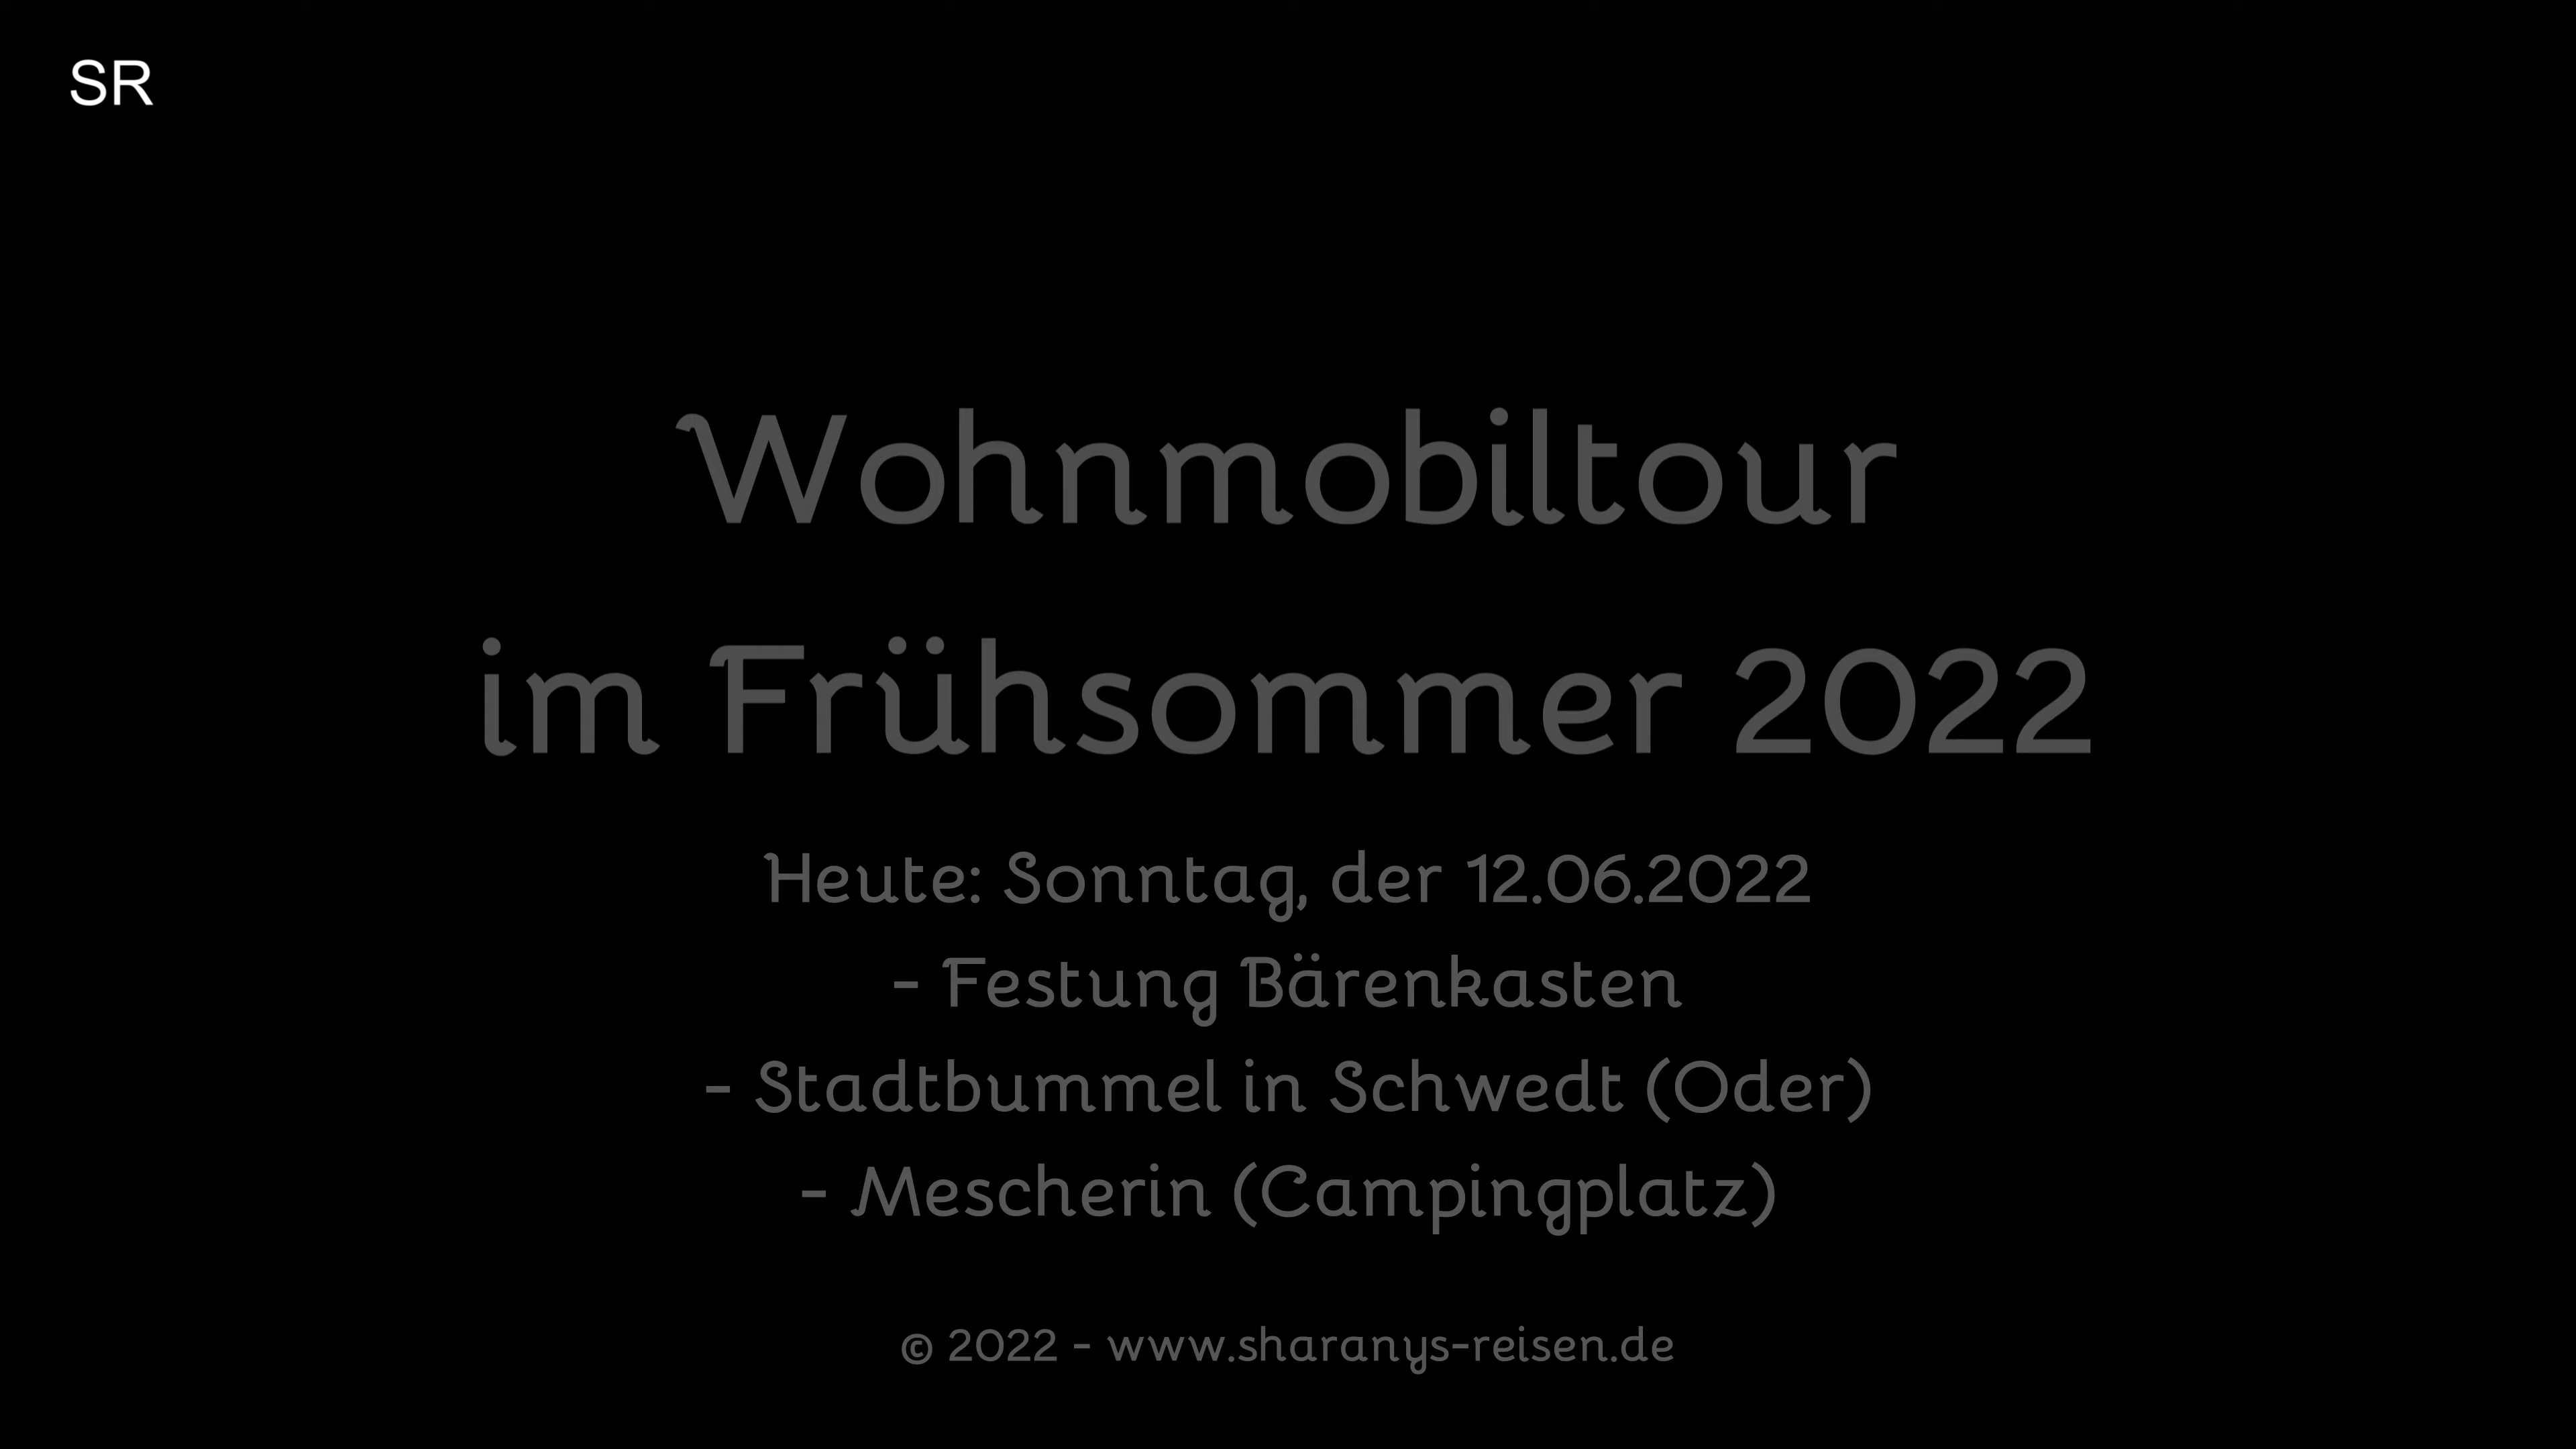 SR
Wohnmobiltour
im Frühsommer 2022
Heute: Sonntag, der 12.06.2022
- Festung Bärenkasten
- Stadtbummel in Schwedt (Oder)
- Mescherin (Campingplatz)
© 2022 - www.sharanys-reisen.de